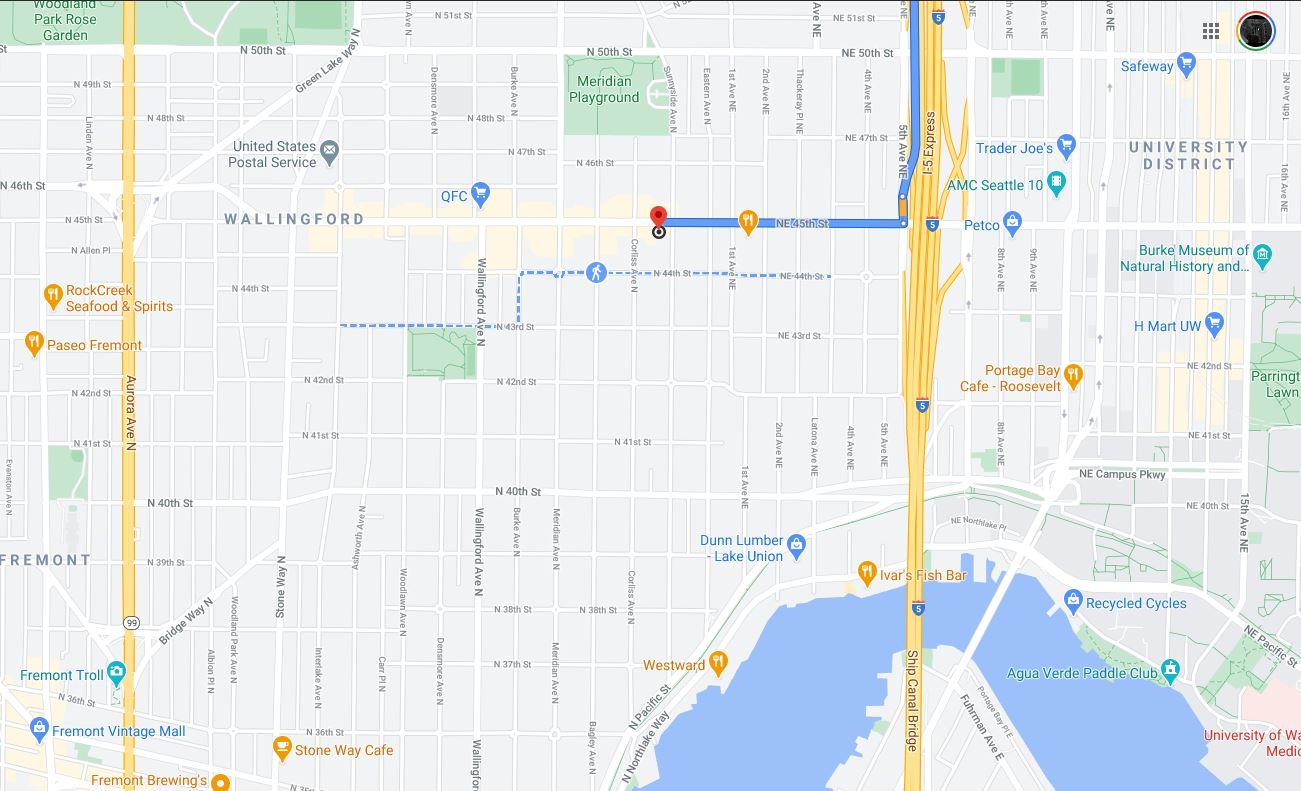 Woodland
Park Rose
Garden
N 51st St
NE 51st St
N 50th St
N 50th St
NE 50th St
Green Lake Way N
N 49th St
N 48th St
N 48th St
Linden Ave N
Densmore Ave N
Burke Ave N
Meridian
Playground
Sunnyside Ave N
Eastern Ave N
1st Ave NE
2nd Ave NE
Thackeray Pl NE
4th Ave NE
5th Ave NE
I-5 Express
5
Safeway
16th Ave NE
United States
Postal Service
N 47th St
NE 47th St
N 46th St
N 46th St
Trader Joe's
UNIVERSITY
DISTRICT
AMC Seattle 10
QFC
WALLINGFORD
N 45th St
NE 45th St
5
Petco
N Allen Pl
Corliss Ave N
1st Ave NE
8th Ave NE
9th Ave NE
Burke Museum of
Natural History and...
N 44th St
N 44th St
NE 44th St
Wallingford Ave N
RockCreek
Seafood & Spirits
N 43rd St
NE 43rd St
H Mart UW
Paseo Fremont
Portage Bay
Cafe - Roosevelt
Aurora Ave N
N 42nd St
N 42nd St
N 42nd St
NE 42nd St
Parringt
Lawn
5
N 41st St
N 41st St
N 41st St
NE 41st St
2nd Ave NE
Latona Ave NE
4th Ave NE
5th Ave NE
8th Ave NE
Evanston Ave N
1st Ave NE
NE Campus Pkwy
N 40th St
N 40th St
NE 40th St
15th Ave NE
Ashworth Ave N
Wallingford Ave N
Burke Ave N
Meridian Ave N
NE Northlake Pl
Dunn Lumber
- Lake Union
FREMONT
N 39th St
Stone Way N
Woodlawn Ave N
Corliss Ave N
Ivar's Fish Bar
5
Recycled Cycles
99
Bridge Way N
Woodland Park Ave N
N 38th St
N 38th St
NE Pacific St
Albion Pl N
Interlake Ave N
Carr Pl N
Densmore Ave N
Meridian Ave N
N 37th St
Westward
Fremont Troll
Agua Verde Paddle Club
Ship Canal Bridge
N Pacific St
N Northlake Way
Portage Bay Pl E
Fuhrman Ave E
N 36th St
N 36th St
Fremont Vintage Mall
Stone Way Cafe
Bagley Ave N
Wallingfor
University of Wa
Medic
Fremont Brewing's
N 35th St